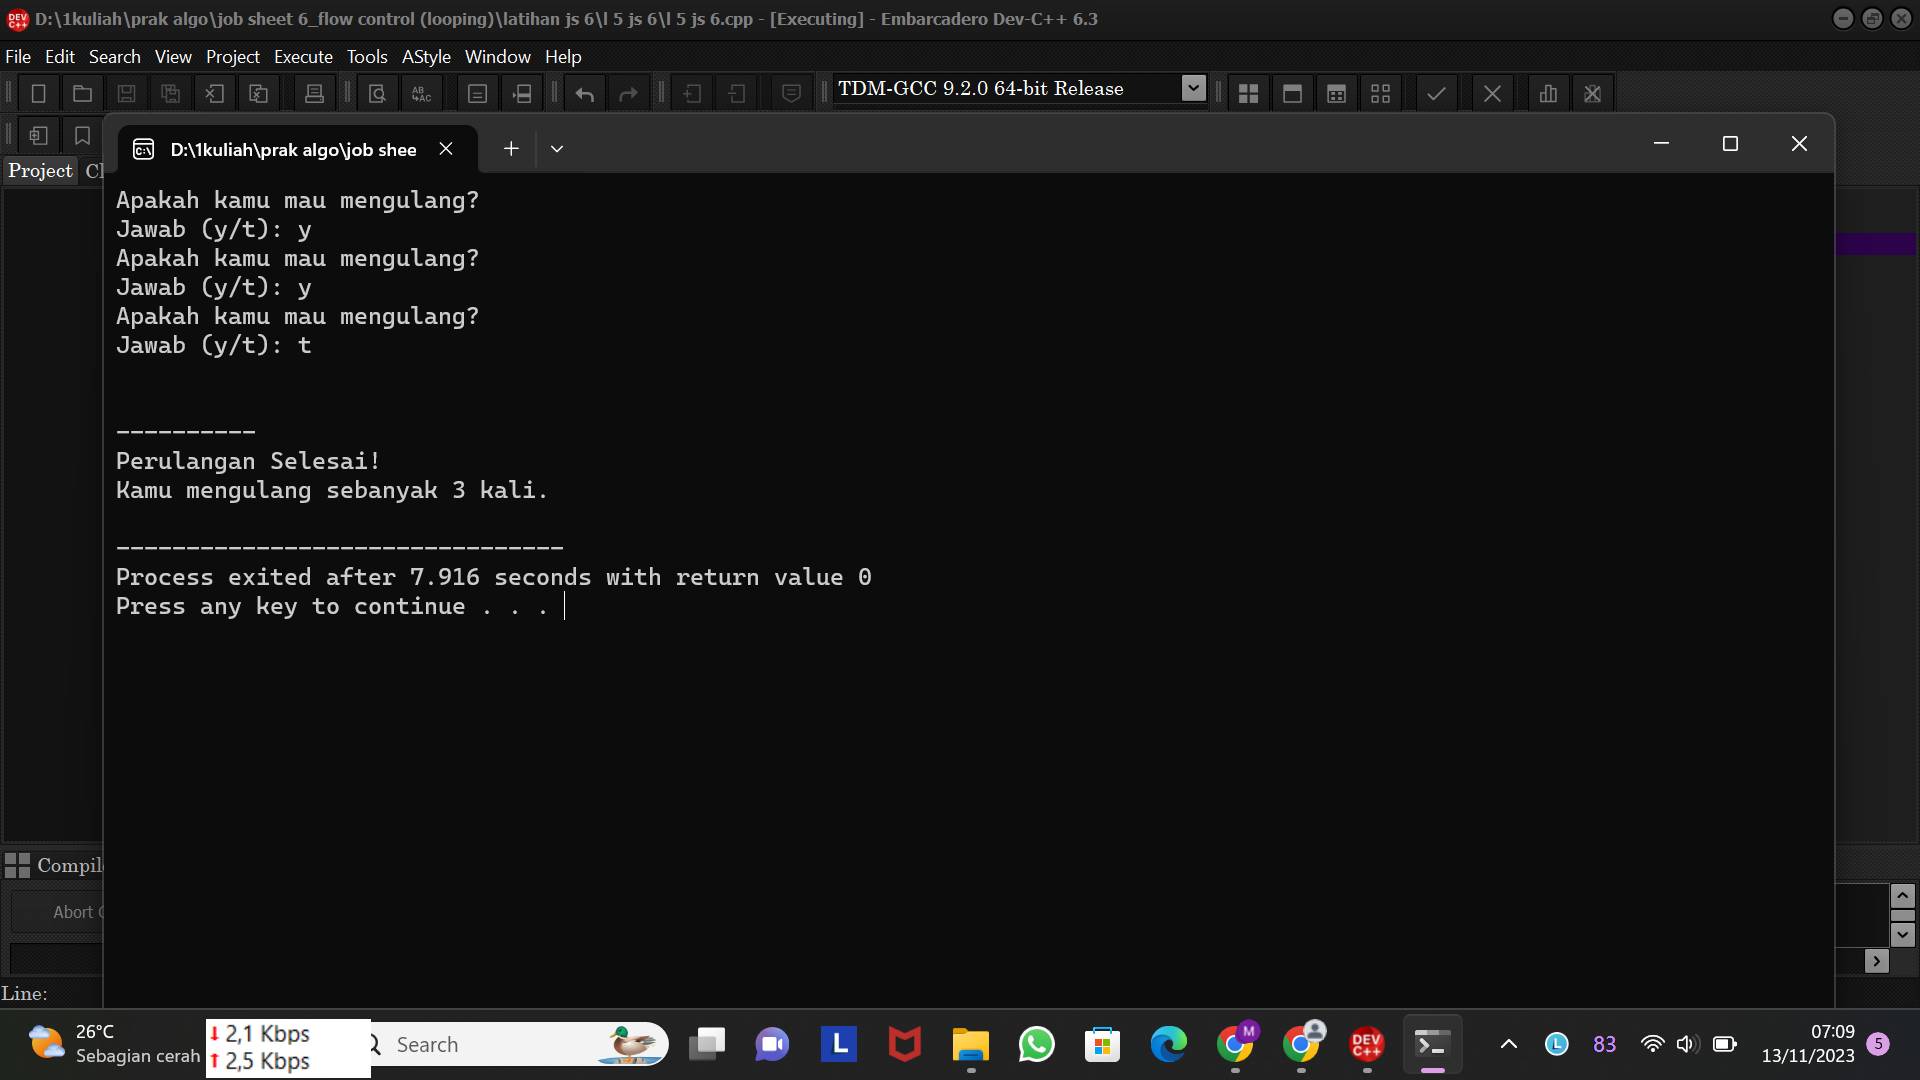 D:\1kuliah\prak algo\job sheet 6_flow control (looping)\latihan js 6\l 5 js 6\l 5 js 6.cpp - [Executing] - Embarcadero Dev-C++ 6.3
File Edit Search View Project Execute Tools AStyle Window Help
TDM-GCC 9.2.0 64-bit Release
D:\1kuliah\prak algo\job shee
Project Cl
Apakah kamu mau mengulang?
Jawab (y/t): y
Apakah kamu mau mengulang?
Jawab (y/t): y
Apakah kamu mau mengulang?
Jawab (y/t): t
----------
Perulangan Selesai!
Kamu mengulang sebanyak 3 kali.
--------------------------------
Process exited after 7.916 seconds with return value 0
Press any key to continue . . .
Compile
Abort C
Line:
26°C
Sebagian cerah
2,1 Kbps
2,5 Kbps
Search
83
07:09
13/11/2023
5